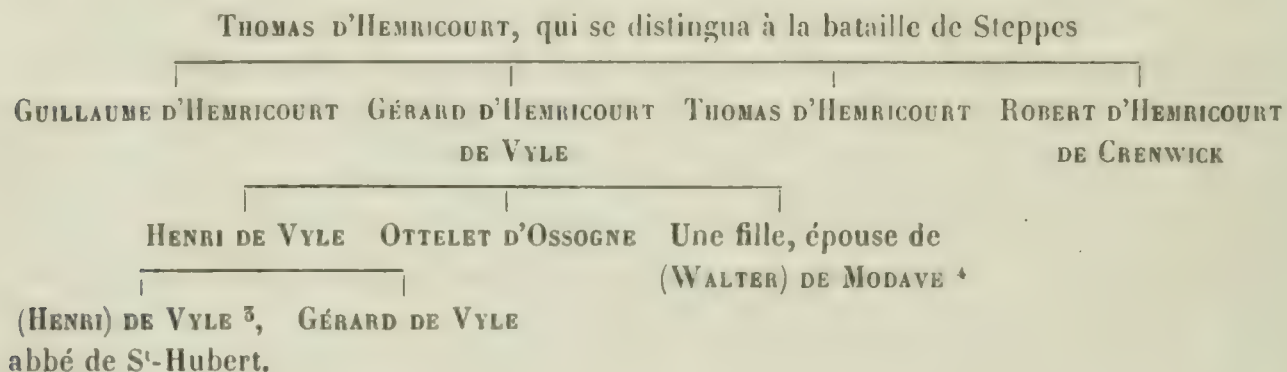 Thomas d'Hemricourt, qui se distingua à la bataille de Steppes
Guillaume d'Hemricourt Gérard d'Hemricourt Thomas d'Hemricourt Robert d'Hemricourt
de Vyle de Crenwick
Henri de Vyle Ottelet d'Ossogne Une fille, épouse de
(Walter) de Modave ⁴
(Henri) de Vyle ³, Gérard de Vyle
abbé de Sᵗ-Hubert.